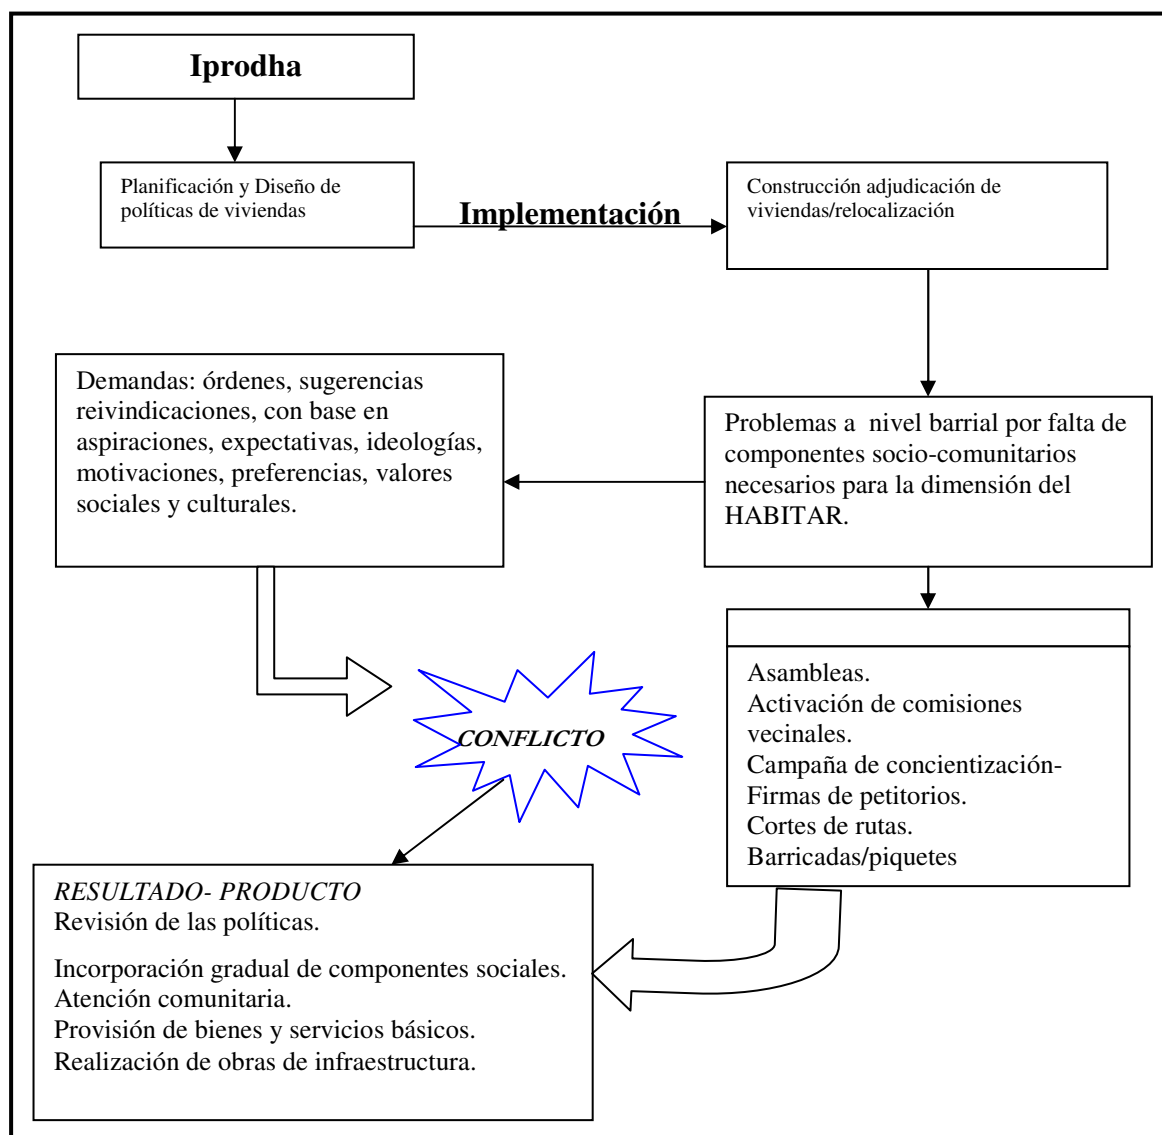 Iprodha
Planificación y Diseño de
políticas de viviendas
Implementación
Construcción adjudicación de
viviendas/relocalización
Demandas: órdenes, sugerencias
reivindicaciones, con base en
aspiraciones, expectativas, ideologías,
motivaciones, preferencias, valores
sociales y culturales.
Problemas a  nivel barrial por falta de
componentes socio-comunitarios
necesarios para la dimensión del
HABITAR.
CONFLICTO
Asambleas.
Activación de comisiones
vecinales.
Campaña de concientización-
Firmas de petitorios.
Cortes de rutas.
Barricadas/piquetes
RESULTADO- PRODUCTO
Revisión de las políticas.
Incorporación gradual de componentes sociales.
Atención comunitaria.
Provisión de bienes y servicios básicos.
Realización de obras de infraestructura.